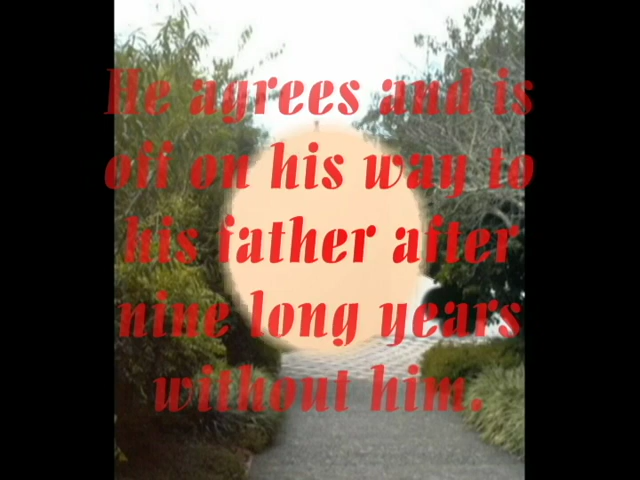 He agrees and is
off on his way to
his father after
nine long years
without him.